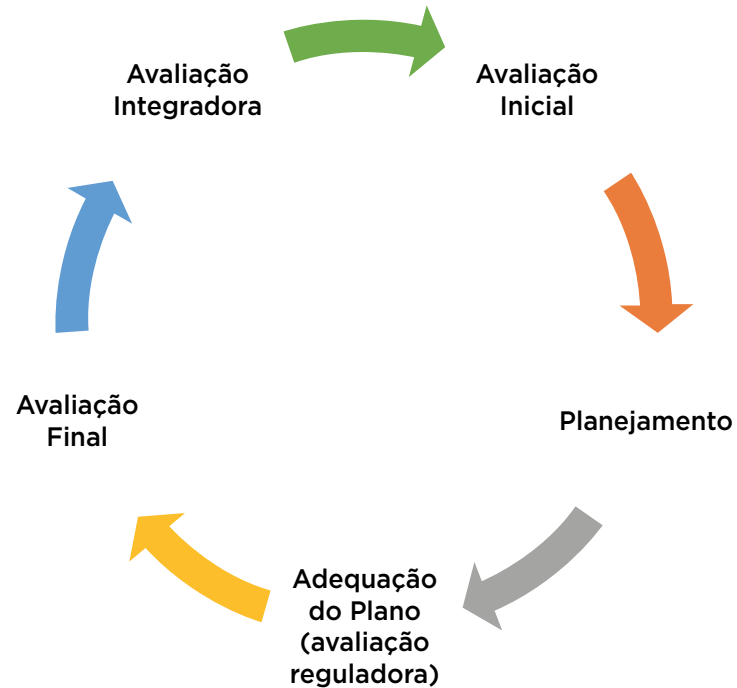 Avaliação
Integradora
Avaliação
Inicial
Avaliação
Final
Planejamento
Adequação
do Plano
(avaliação
reguladora)